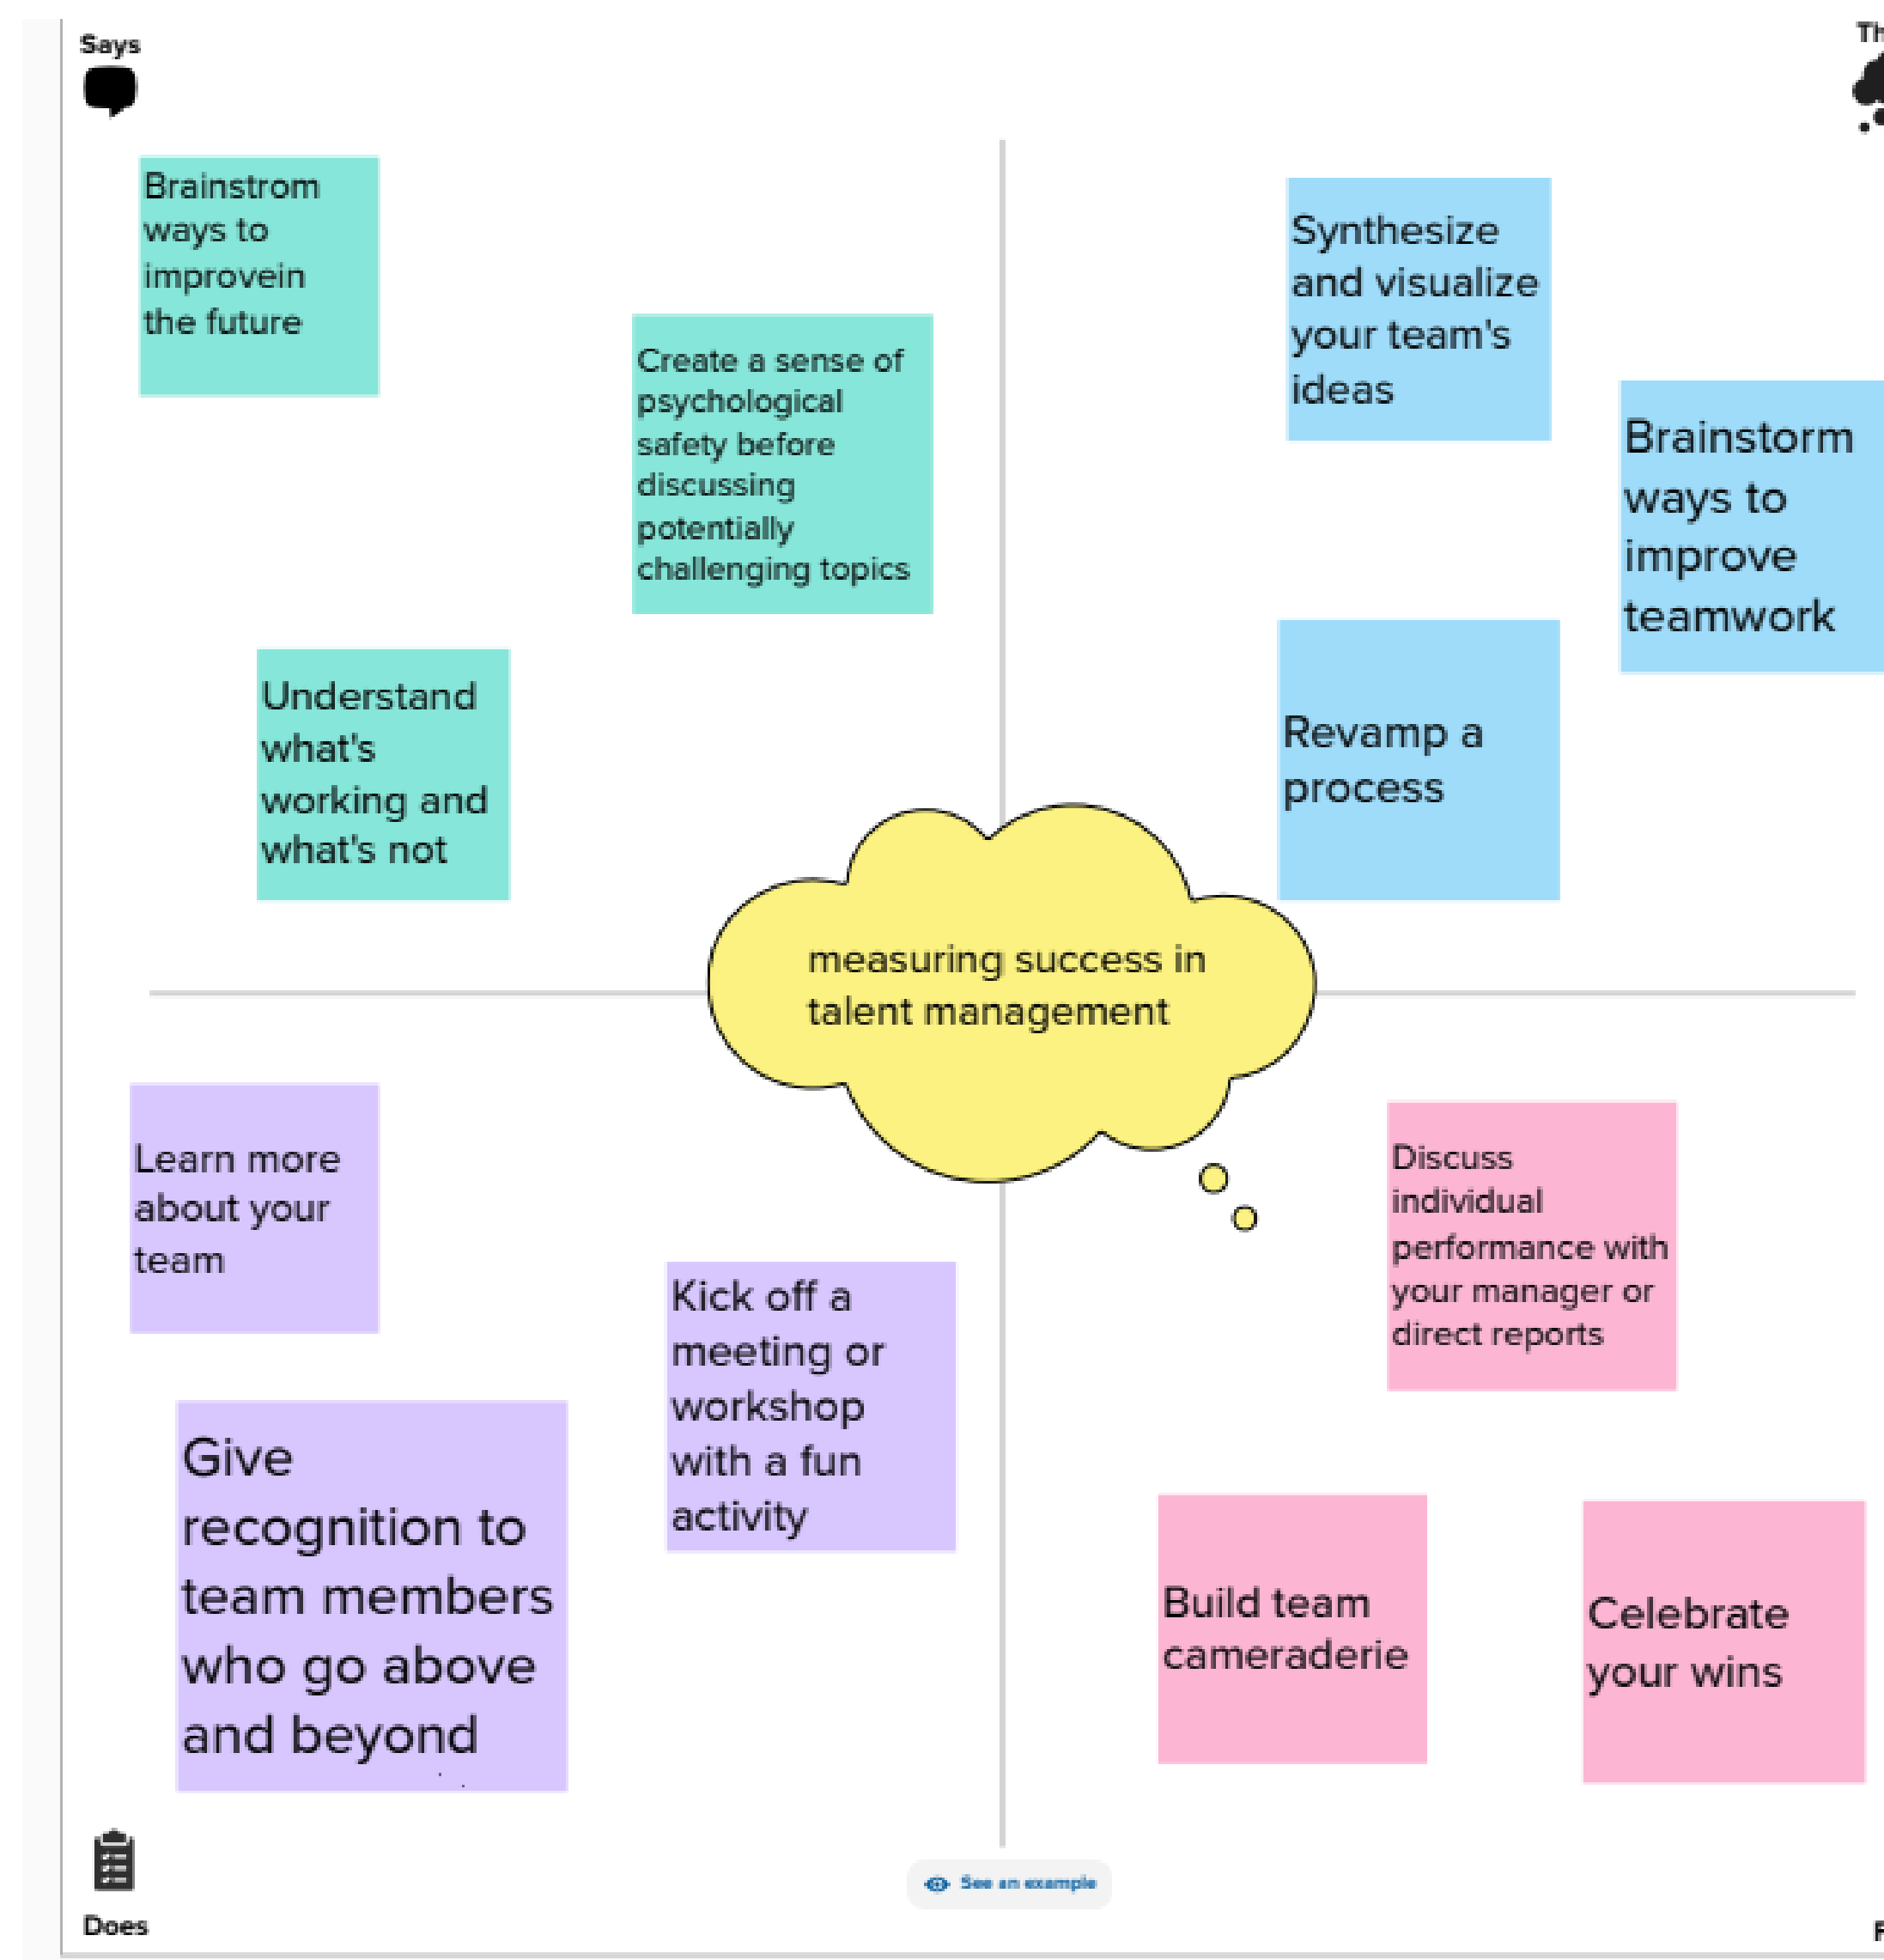 Says
Th
Brainstrom
ways to
improvein
the future
Create a sense of
psychological
safety before
discussing
potentially
challenging topics
Understand
what's
working and
what's not
Synthesize
and visualize
your team's
ideas
Brainstorm
ways to
improve
teamwork
Revamp a
process
measuring success in
talent management
Learn more
about your
team
Kick off a
meeting or
workshop
with a fun
activity
Give
recognition to
team members
who go above
and beyond
Discuss
individual
performance with
your manager or
direct reports
Build team
cameraderie
Celebrate
your wins
See an example
Does
F